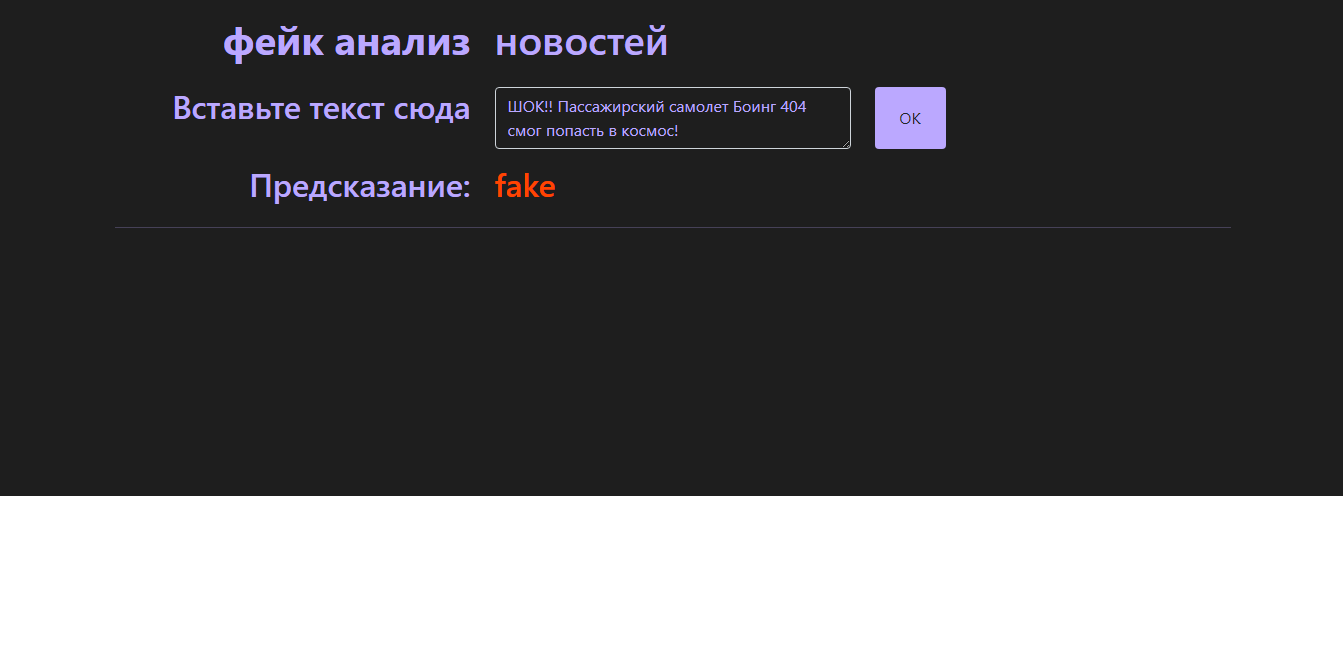 фейк анализ новостей
Вставьте текст сюда
ШОК!! Пассажирский самолет Боинг 404
смог попасть в космос!
OK
Предсказание: fake